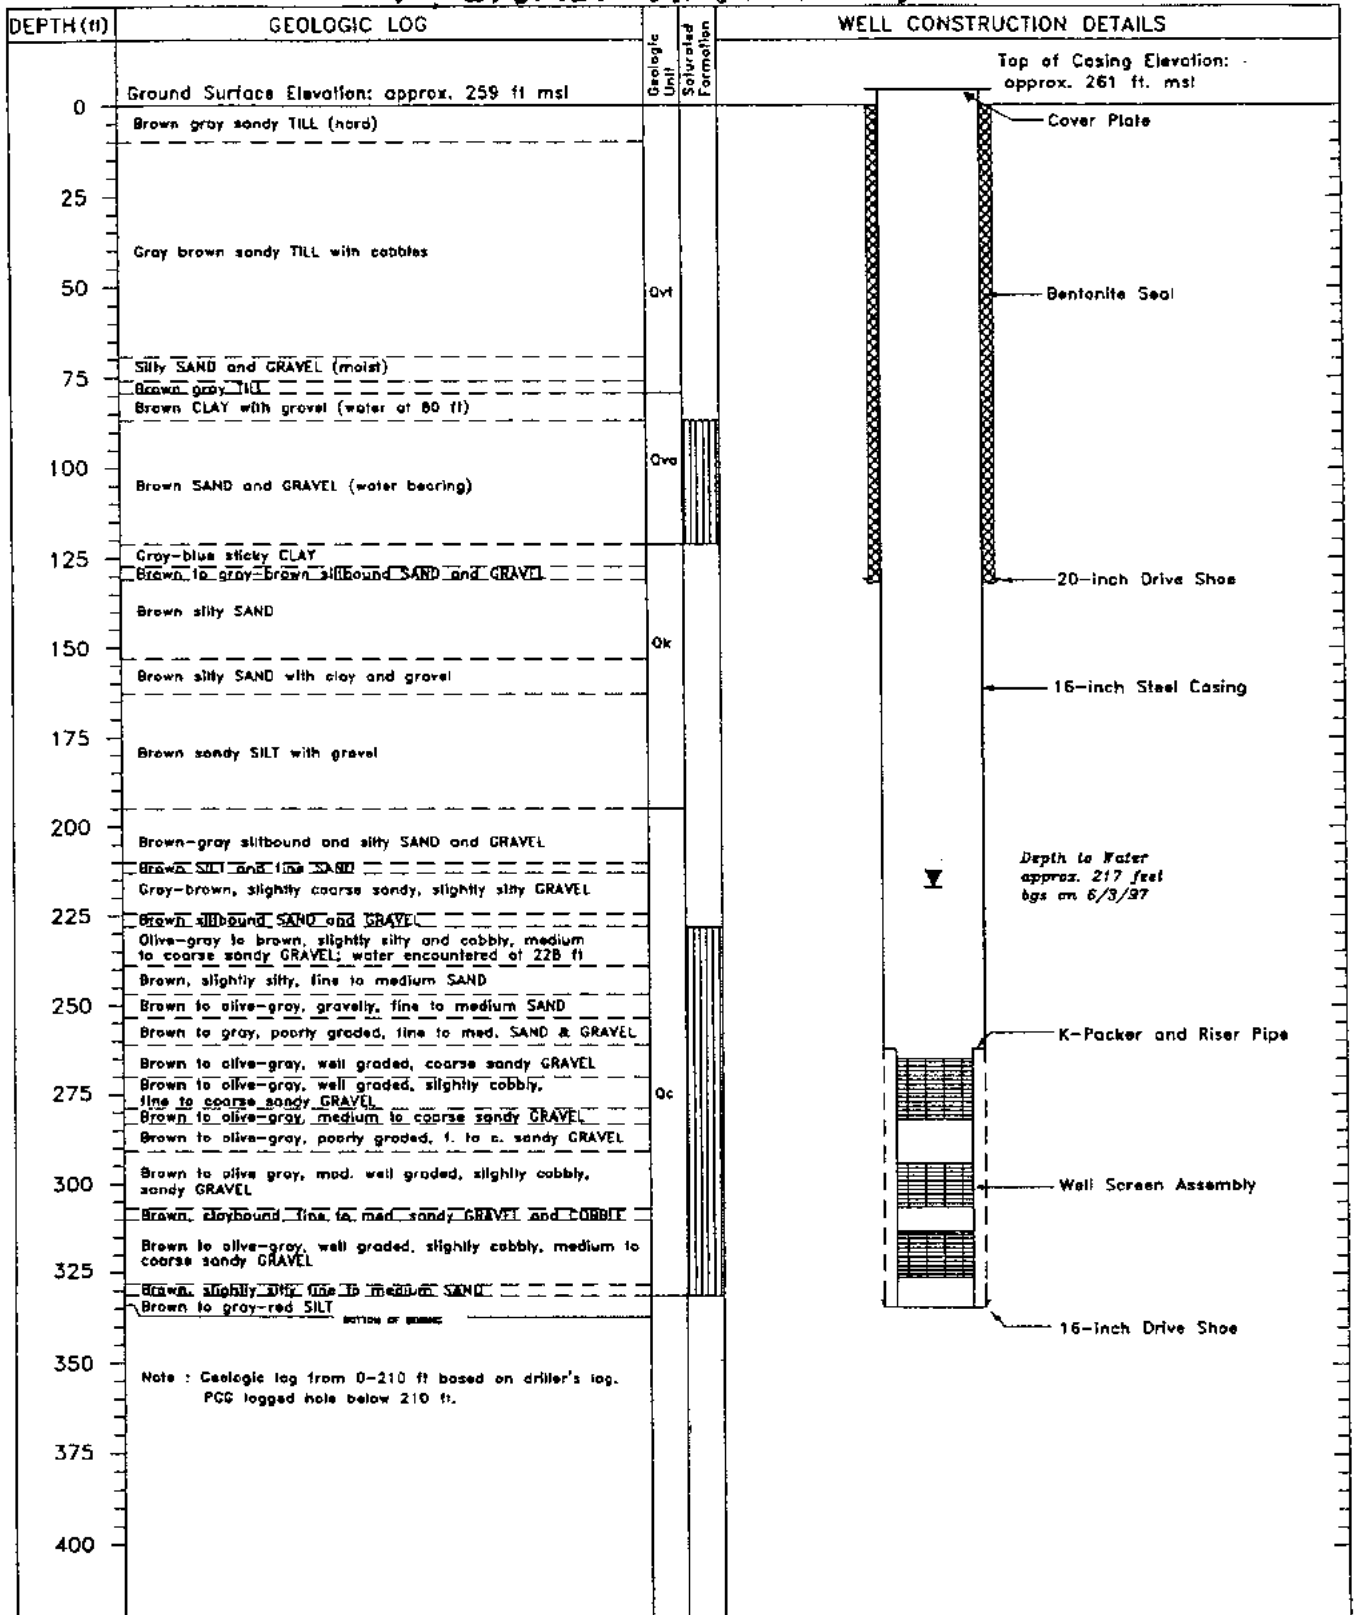 DEPTH (ft)
GEOLOGIC LOG
Geologic Unit
Saturated Formation
WELL CONSTRUCTION DETAILS
Top of Casing Elevation:
approx. 261 ft. msl
Ground Surface Elevation: approx. 259 ft msl
0
Brown gray sandy TILL (hard)
Cover Plate
25
Gray brown sandy TILL with cobbles
50
Qvt
Bentonite Seal
Silty SAND and GRAVEL (moist)
75
Brown gray TILL
Brown CLAY with gravel (water at 80 ft)
Qva
100
Brown SAND and GRAVEL (water bearing)
125
Gray-blue sticky CLAY
Brown to gray-brown siltbound SAND and GRAVEL
20-inch Drive Shoe
Brown silty SAND
150
Qk
Brown silty SAND with clay and gravel
16-inch Steel Casing
175
Brown sandy SILT with gravel
200
Brown-gray siltbound and silty SAND and GRAVEL
Brown SILT and fine SAND
Gray-brown, slightly coarse sandy, slightly silty GRAVEL
Depth to Water
approx. 217 feet
bgs on 6/3/97
225
Brown siltbound SAND and GRAVEL
Olive-gray to brown, slightly silty and cobbly, medium
to coarse sandy GRAVEL; water encountered at 228 ft
Brown, slightly silty, fine to medium SAND
250
Brown to olive-gray, gravelly, fine to medium SAND
Brown to gray, poorly graded, fine to med. SAND & GRAVEL
K-Packer and Riser Pipe
Brown to olive-gray, well graded, coarse sandy GRAVEL
Brown to olive-gray, well graded, slightly cobbly,
fine to coarse sandy GRAVEL
275
Qc
Brown to olive-gray, medium to coarse sandy GRAVEL
Brown to olive-gray, poorly graded, f. to c. sandy GRAVEL
Brown to olive gray, mod. well graded, slightly cobbly,
sandy GRAVEL
300
Well Screen Assembly
Brown, claybound, fine to med. sandy GRAVEL and COBBLE
Brown to olive-gray, well graded, slightly cobbly, medium to
coarse sandy GRAVEL
325
Brown, slightly silty fine to medium SAND
Brown to gray-red SILT
BOTTOM OF BORING
16-inch Drive Shoe
350
Note : Geologic log from 0-210 ft based on driller's log.
PGG logged hole below 210 ft.
375
400